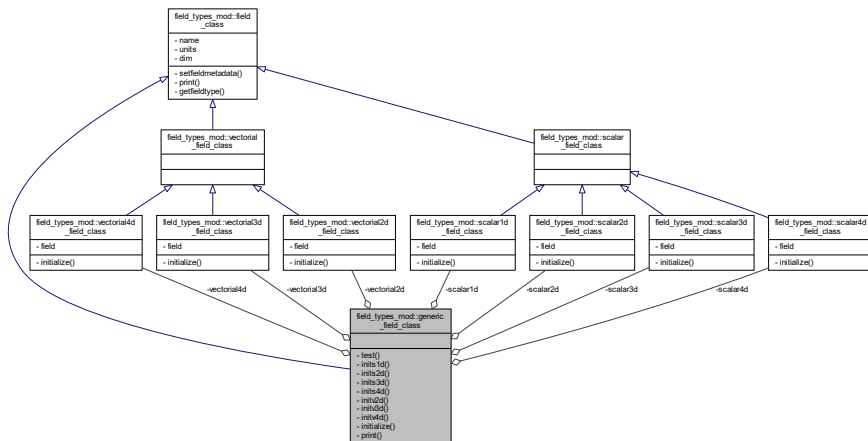 field_types_mod::field
_class
- name
- units
- dim
- setfieldmetadata()
- print()
- getfieldtype()
field_types_mod::vectorial
_field_class
field_types_mod::scalar
_field_class
field_types_mod::vectorial4d
_field_class
- field
- initialize()
field_types_mod::vectorial3d
_field_class
- field
- initialize()
field_types_mod::vectorial2d
_field_class
- field
- initialize()
field_types_mod::scalar1d
_field_class
- field
- initialize()
field_types_mod::scalar2d
_field_class
- field
- initialize()
field_types_mod::scalar3d
_field_class
- field
- initialize()
field_types_mod::scalar4d
_field_class
- field
- initialize()
-vectorial4d
-vectorial3d
-vectorial2d
-scalar1d
-scalar2d
-scalar3d
-scalar4d
field_types_mod::generic
_field_class
- test()
- inits1d()
- inits2d()
- inits3d()
- inits4d()
- initv2d()
- initv3d()
- initv4d()
- initialize()
- print()